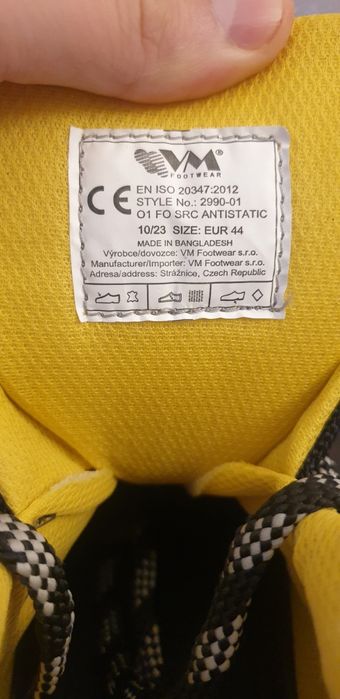 VM
FOOTWEAR
CE EN ISO 20347:2012
STYLE No.: 2990-01
O1 FO SRC ANTISTATIC
10/23 SIZE: EUR 44
MADE IN BANGLADESH
Výrobce/dovozce: VM Footwear s.r.o.
Manufacturer/Importer: VM Footwear s.r.o.
Adresa/address: Strážnice, Czech Republic